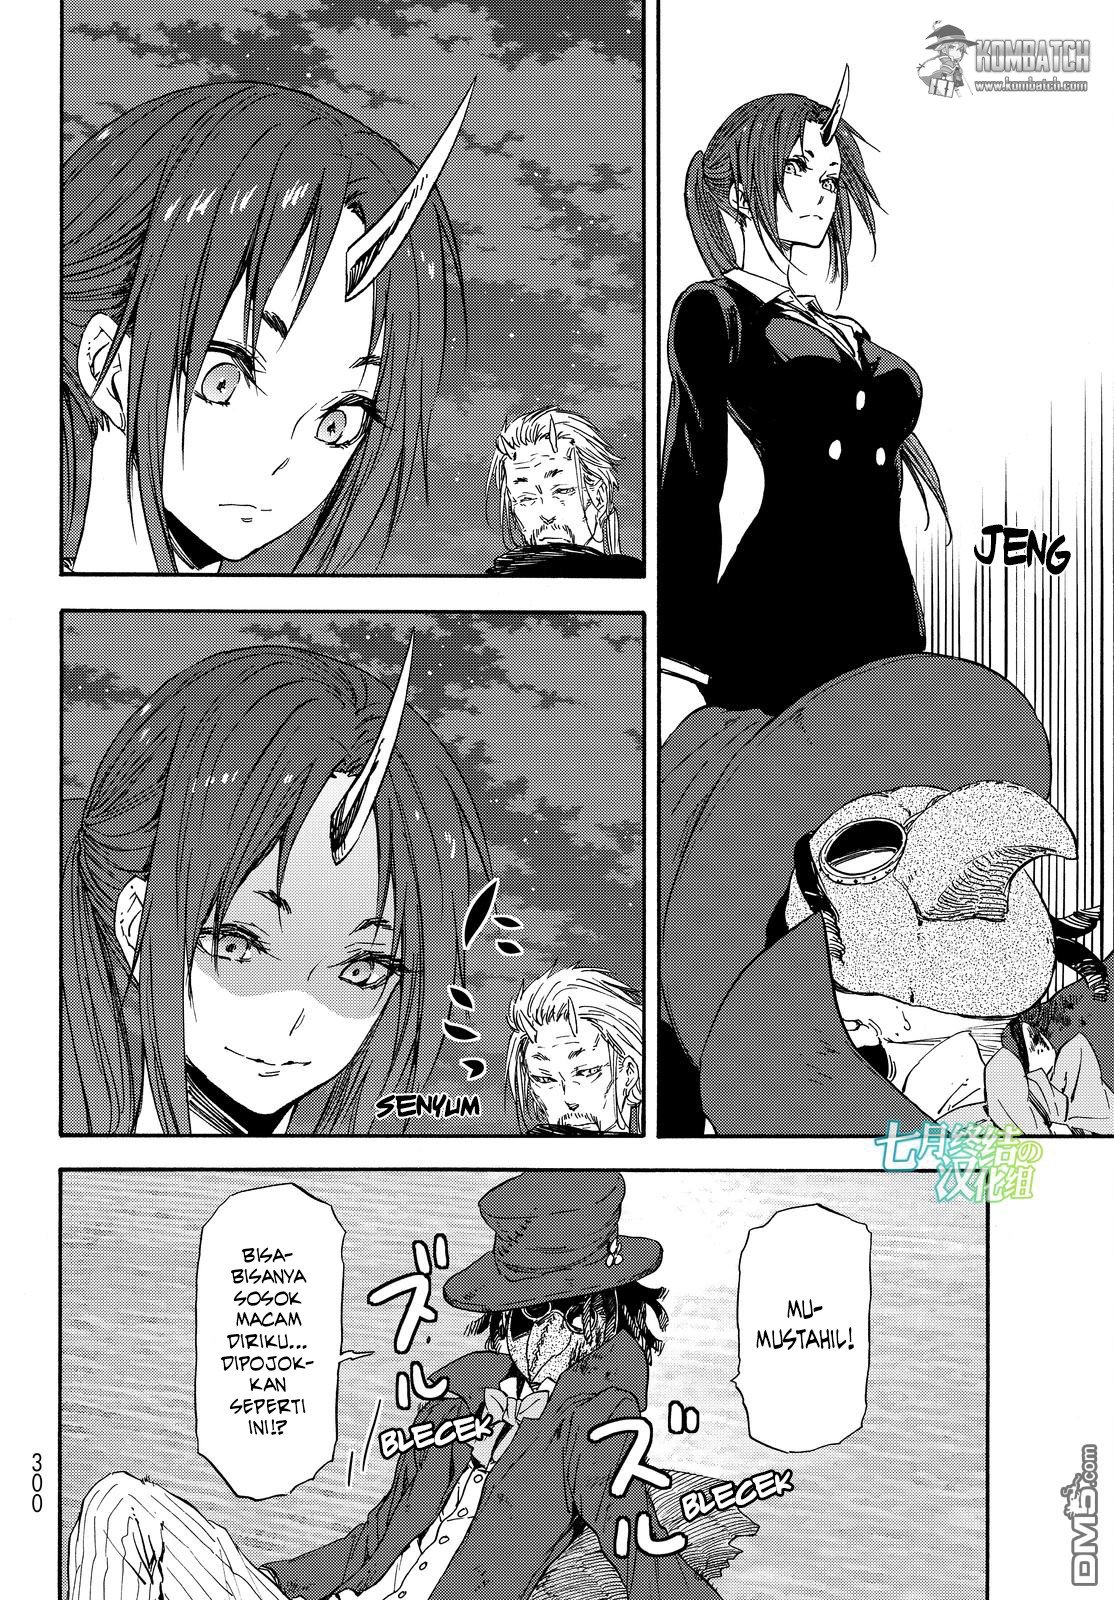 KOMBATCH
www.kombatch.com
JENG
SENYUM
七月终结の
汉化组
MU-
MUSTAHIL!
BISA-
BISANYA
SOSOK
MACAM
DIRIKU...
DIPOJOK-
KAN
SEPERTI
INI!?
ズル
BLECEK
ズル
BLECEK
300
DM5.com